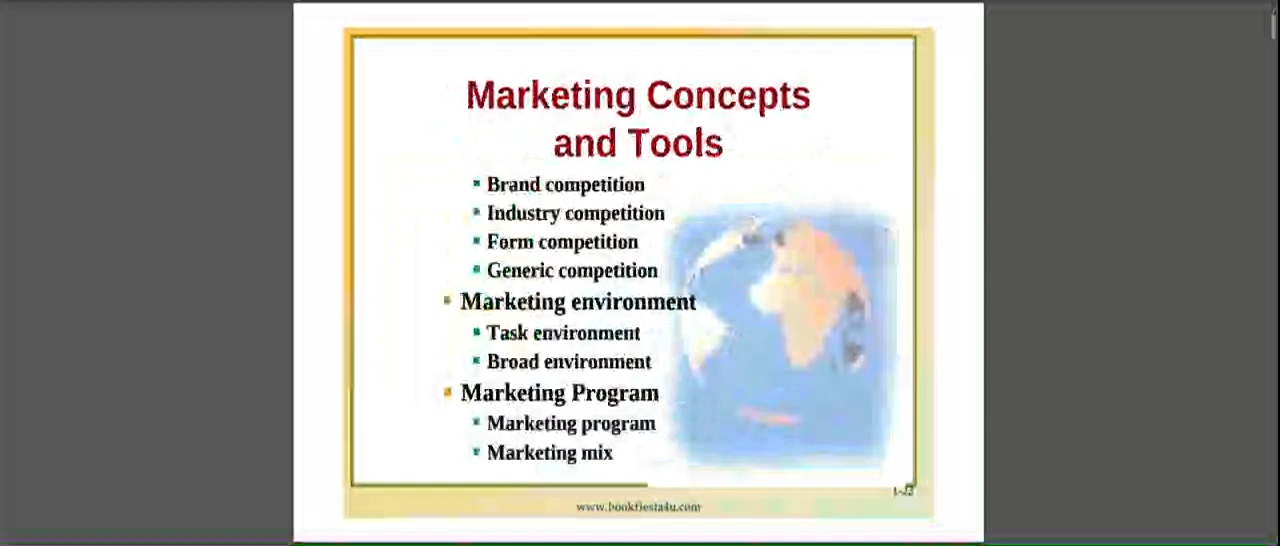 Marketing Concepts
and Tools
Brand competition
Industry competition
Form competition
Generic competition
Marketing environment
Task environment
Broad environment
Marketing Program
Marketing program
Marketing mix
www.bookfiesta4u.com